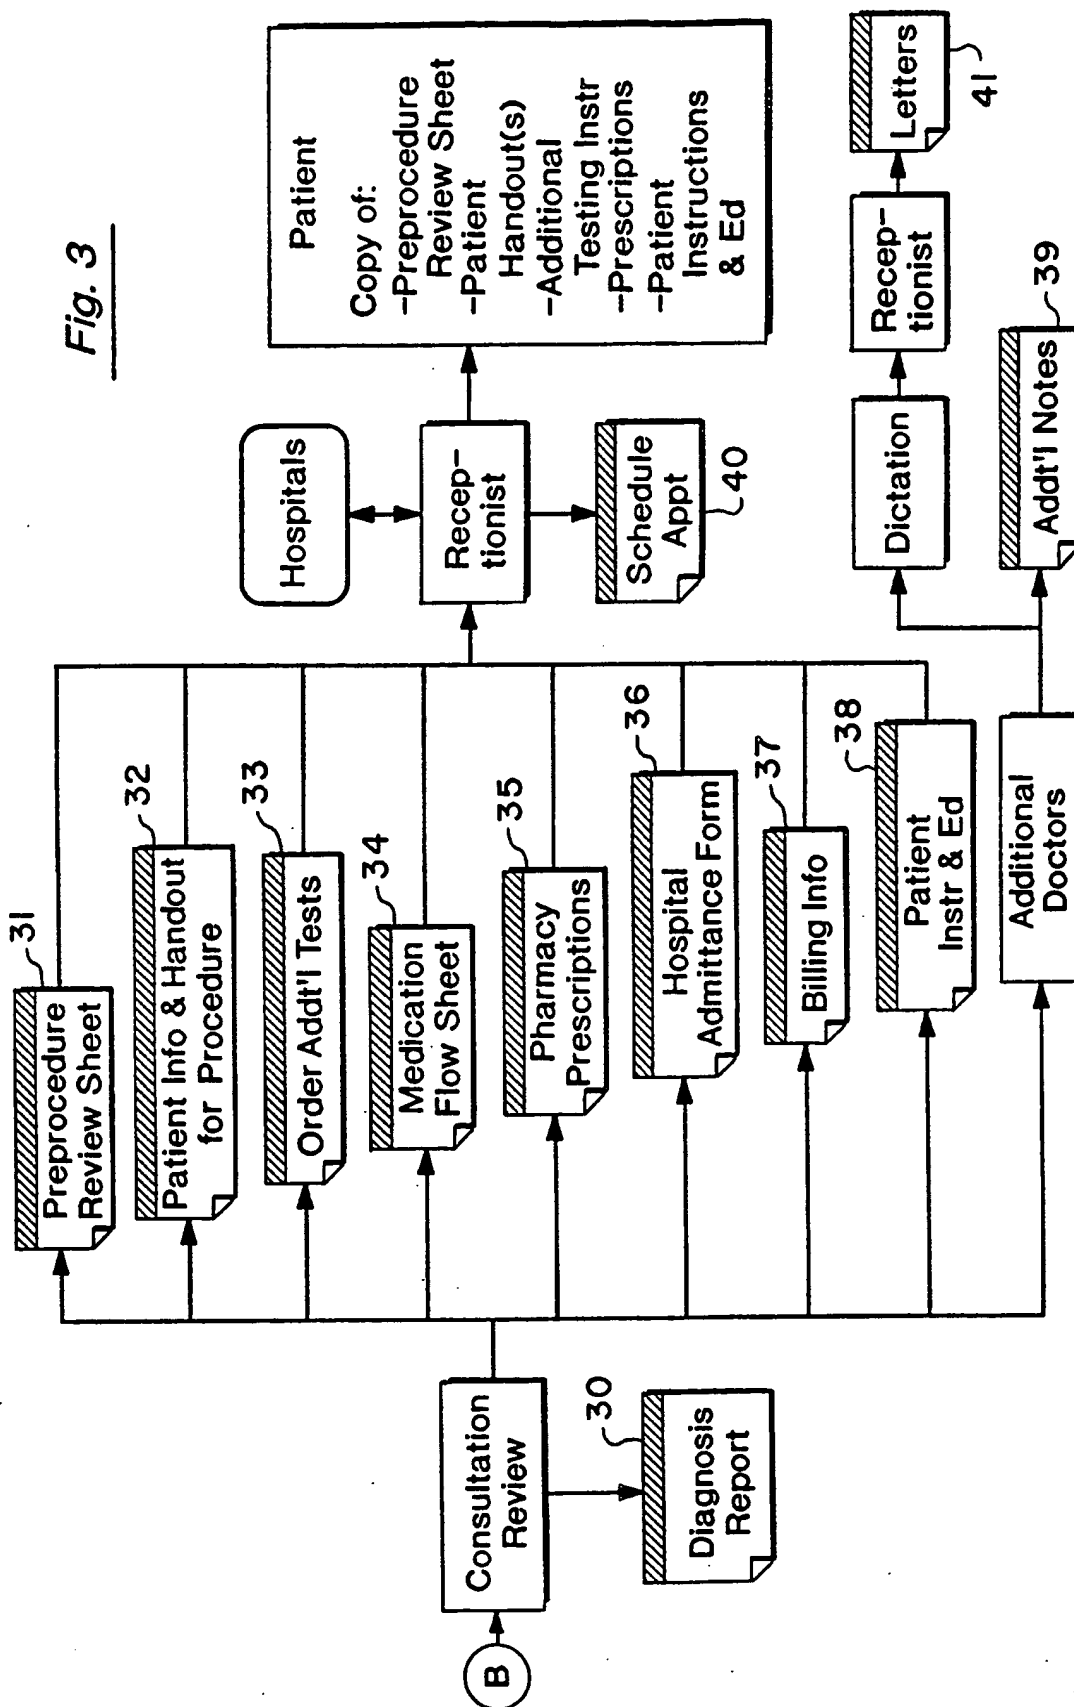 Fig. 3
B
Consultation
Review
30
Diagnosis
Report
31
Preprocedure
Review Sheet
32
Patient Info & Handout
for Procedure
33
Order Addt'l Tests
34
Medication
Flow Sheet
35
Pharmacy
Prescriptions
36
Hospital
Admittance Form
37
Billing Info
38
Patient
Instr & Ed
Additional
Doctors
Hospitals
Recep-
tionist
Schedule
Appt
40
Patient
Copy of:
-Preprocedure
Review Sheet
-Patient
Handout(s)
-Additional
Testing Instr
-Prescriptions
-Patient
Instructions
& Ed
Dictation
Recep-
tionist
Letters
41
Addt'l Notes
39